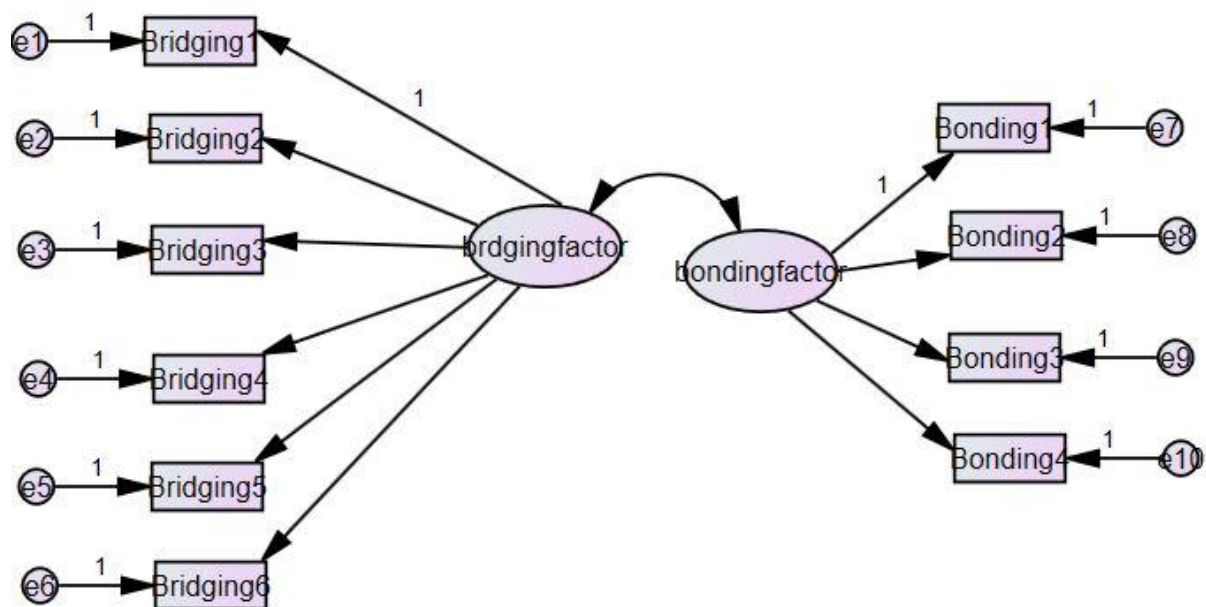 e1
1
Bridging1
e2
1
Bridging2
e3
1
Bridging3
e4
1
Bridging4
e5
1
Bridging5
e6
1
Bridging6
1
brdgingfactor
bondingfactor
1
Bonding1
1
e7
Bonding2
1
e8
Bonding3
1
e9
Bonding4
1
e10